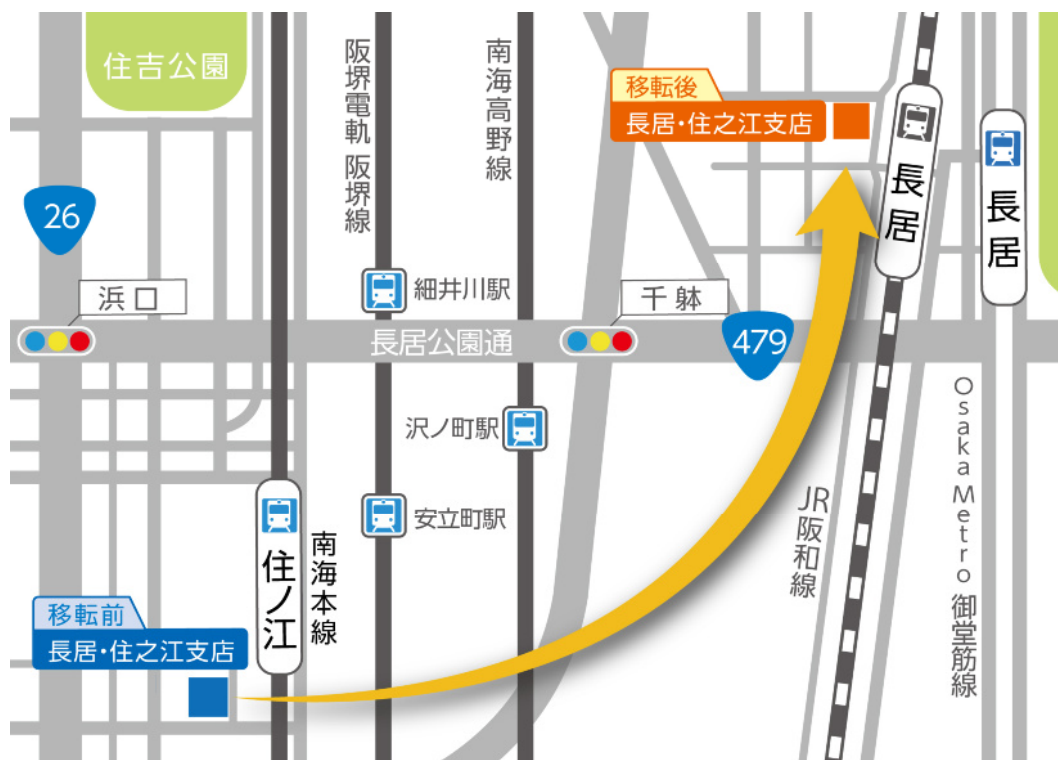 住吉公園
阪堺電軌 阪堺線
南海高野線
移転後
長居・住之江支店
長居
長居
26
浜口
細井川駅
千躰
長居公園通
479
沢ノ町駅
安立町駅
住ノ江
南海本線
JR阪和線
Osaka Metro 御堂筋線
移転前
長居・住之江支店